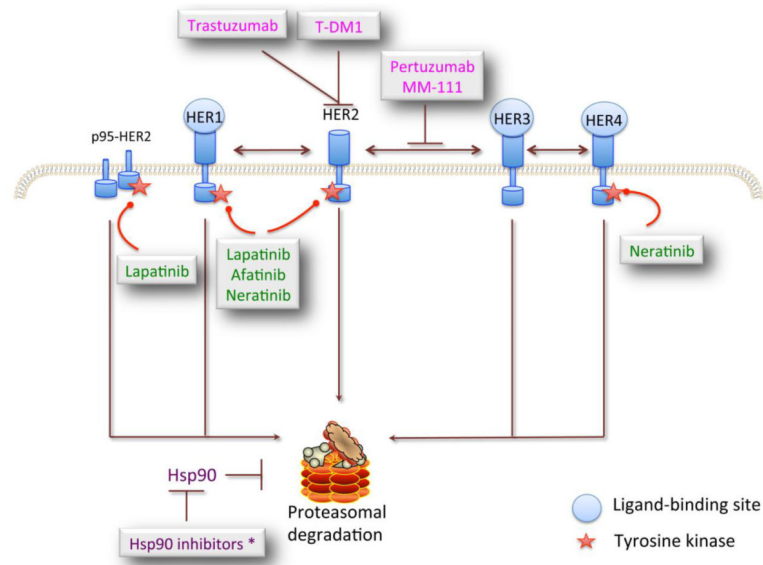 Trastuzumab
T-DM1
Pertuzumab
MM-111
HER2
HER1
HER3
HER4
p95-HER2
Lapatinib
Lapatinib
Afatinib
Neratinib
Neratinib
Hsp90
Proteasomal
degradation
Hsp90 inhibitors *
Ligand-binding site
Tyrosine kinase